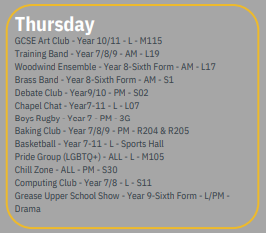 Thursday
GCSE Art Club - Year 10/11 - L - M115
Training Band - Year 7/8/9 - AM - L19
Woodwind Ensemble - Year 8-Sixth Form - AM - L17
Brass Band - Year 8-Sixth Form - AM - S1
Debate Club - Year9/10 - PM - S02
Chapel Chat - Year7-11 - L - L07
Boys Rugby - Year 7 - PM - 3G
Baking Club - Year 7/8/9 - PM - R204 & R205
Basketball - Year 7-11 - L - Sports Hall
Pride Group (LGBTQ+) - ALL - L - M105
Chill Zone - ALL - PM - S30
Computing Club - Year 7/8 - L - S11
Grease Upper School Show - Year 9-Sixth Form - L/PM -
Drama